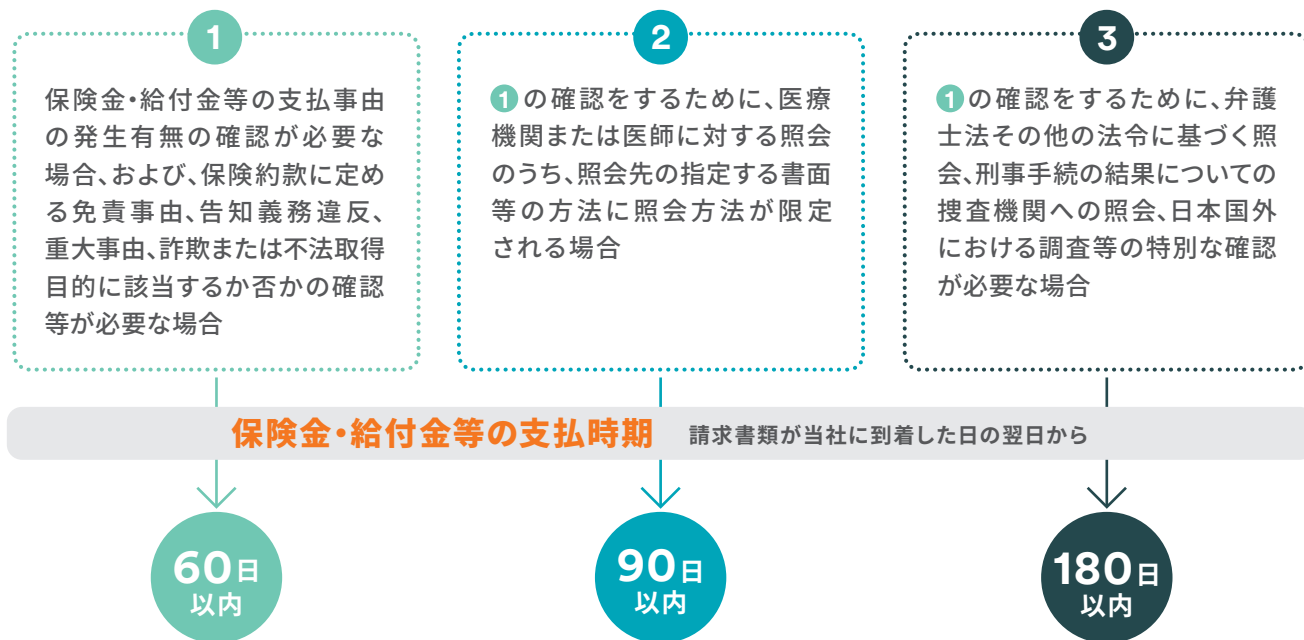 1
保険金・給付金等の支払事由
の発生有無の確認が必要な
場合、および、保険約款に定め
る免責事由、告知義務違反、
重大事由、詐欺または不法取得
目的に該当するか否かの確認
等が必要な場合
2
1の確認をするために、医療
機関または医師に対する照会
のうち、照会先の指定する書面
等の方法に照会方法が限定
される場合
3
1の確認をするために、弁護
士法その他の法令に基づく照
会、刑事手続の結果についての
捜査機関への照会、日本国外
における調査等の特別な確認
が必要な場合
保険金・給付金等の支払時期 請求書類が当社に到着した日の翌日から
60日
以内
90日
以内
180日
以内